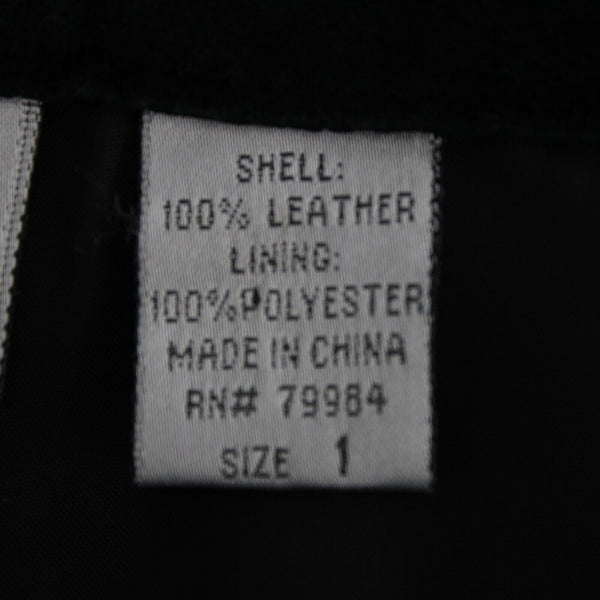 SHELL:
100% LEATHER
LINING:
100%POLYESTER
MADE IN CHINA
RN# 79984
SIZE 1